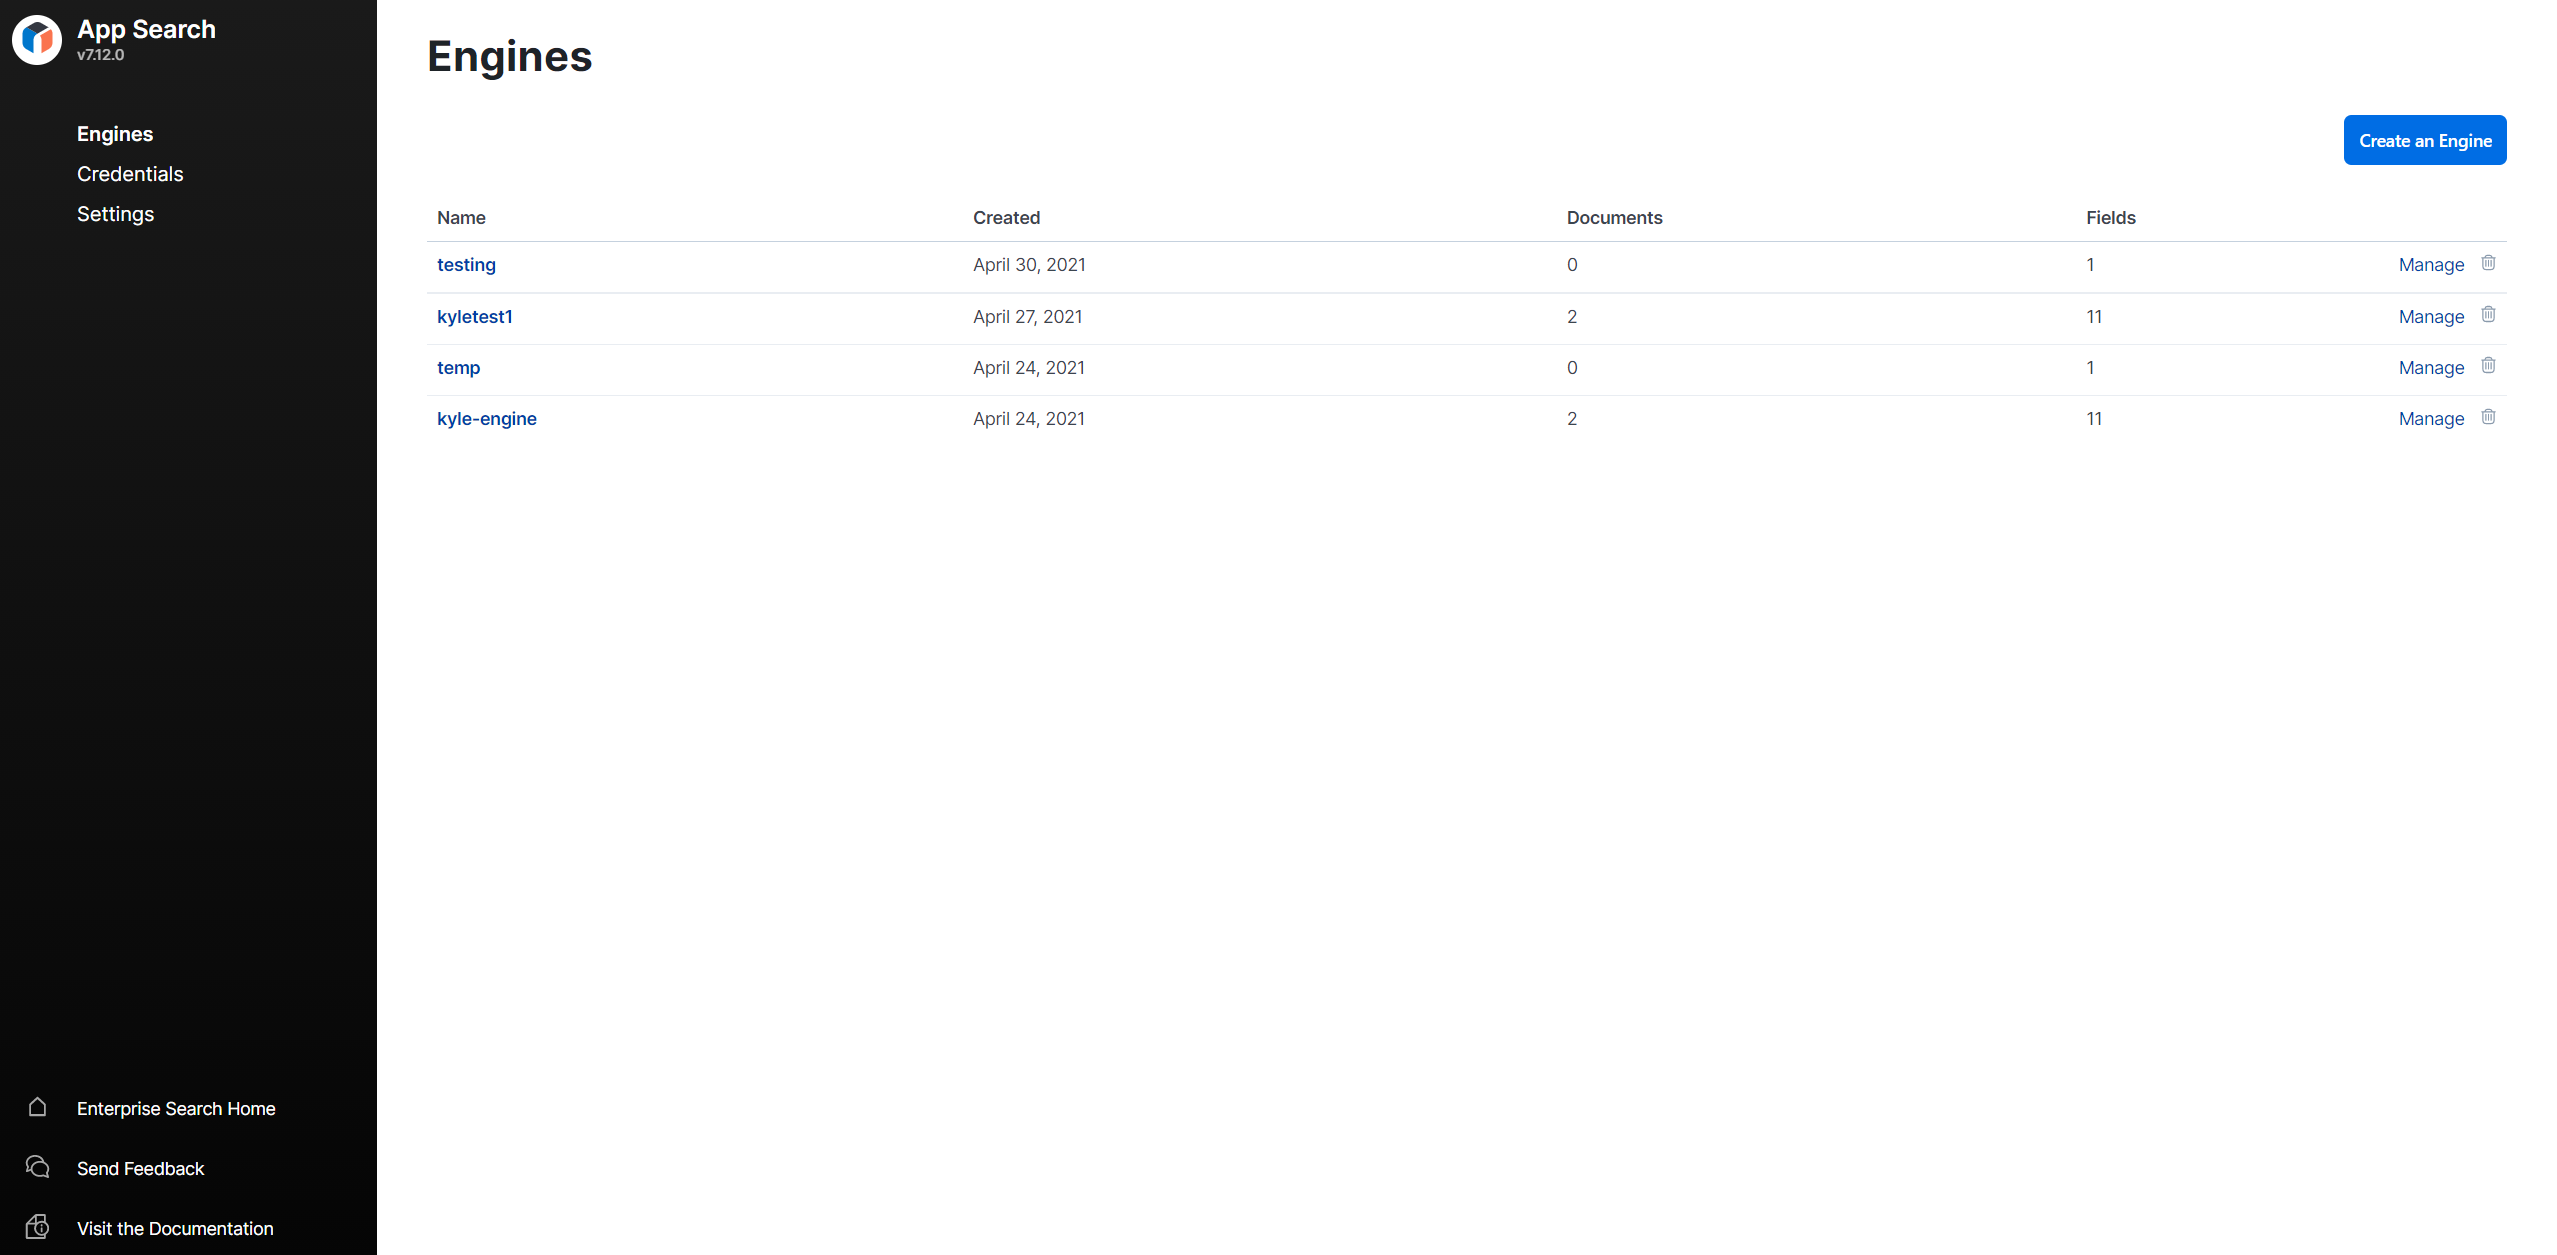 App Search
v7.12.0
Engines
Credentials
Settings
Enterprise Search Home
Send Feedback
Visit the Documentation
Engines
Create an Engine
Name Created Documents Fields
testing April 30, 2021 0 1 Manage
kyletest1 April 27, 2021 2 11 Manage
temp April 24, 2021 0 1 Manage
kyle-engine April 24, 2021 2 11 Manage